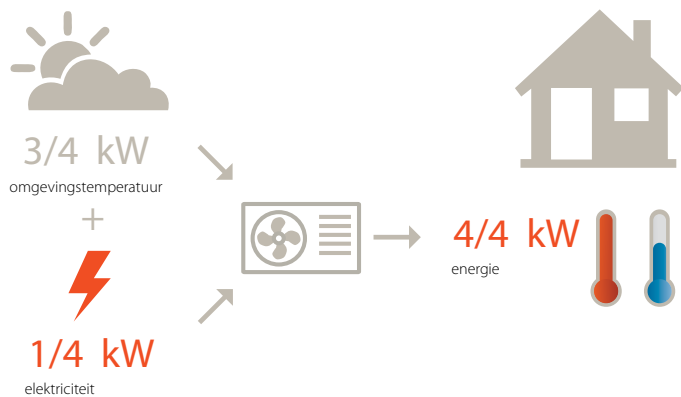 3/4 kW
omgevingstemperatuur
+
1/4 kW
elektriciteit
4/4 kW
energie